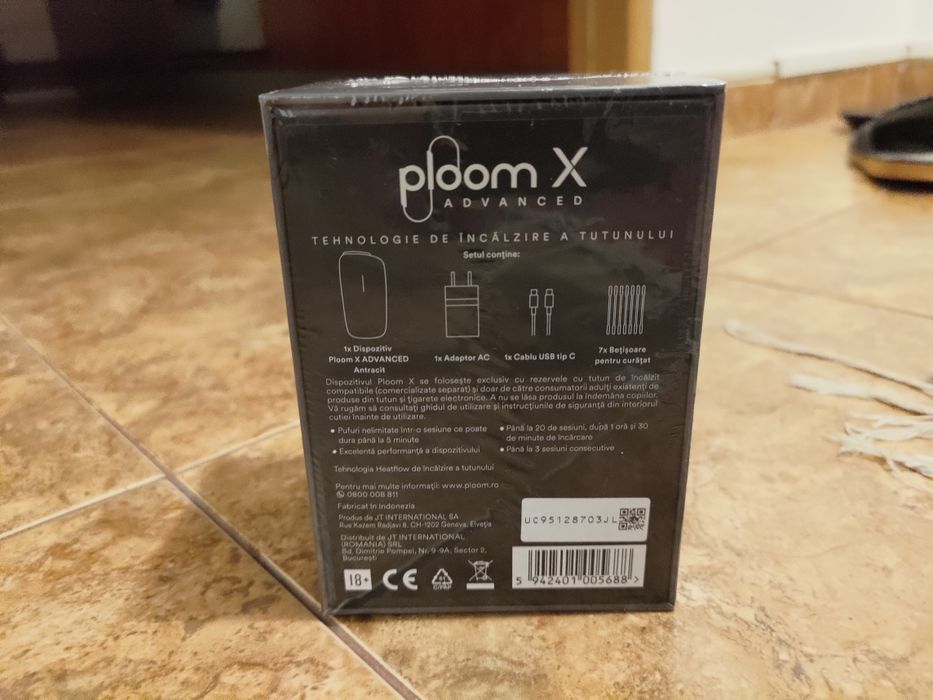 ploom X
ADVANCED
TEHNOLOGIE DE ÎNCĂLZIRE A TUTUNULUI
Setul conține:
1x Dispozitiv
Ploom X ADVANCED
Antracit
1x Adaptor AC
1x Cablu USB tip C
7x Bețișoare
pentru curățat
Dispozitivul Ploom X se folosește exclusiv cu rezervele cu tutun de încălzit
compatibile (comercializate separat) și doar de către consumatorii adulți existenți de
produse din tutun și țigarete electronice. A nu se lăsa produsul la îndemâna copiilor.
Vă rugăm să consultați ghidul de utilizare și instrucțiunile de siguranță din interiorul
cutiei înainte de utilizare.
• Pufuri nelimitate într-o sesiune ce poate
dura până la 5 minute
• Excelentă performanță a dispozitivului
• Până la 20 de sesiuni, după 1 oră și 30
de minute de încărcare
• Până la 3 sesiuni consecutive
Tehnologia Heatflow de încălzire a tutunului
Pentru mai multe informații: www.ploom.ro
0800 008 811
Fabricat în Indonezia
Produs de JT INTERNATIONAL SA
Rue Kazem Radjavi 8, CH-1202 Geneva, Elveția
Distribuit de JT INTERNATIONAL
(ROMANIA) SRL
Bd. Dimitrie Pompei, Nr. 9-9A, Sector 2,
București
UC95128703JL
18+ CE
21
C/PAP
5 942401 005688 >